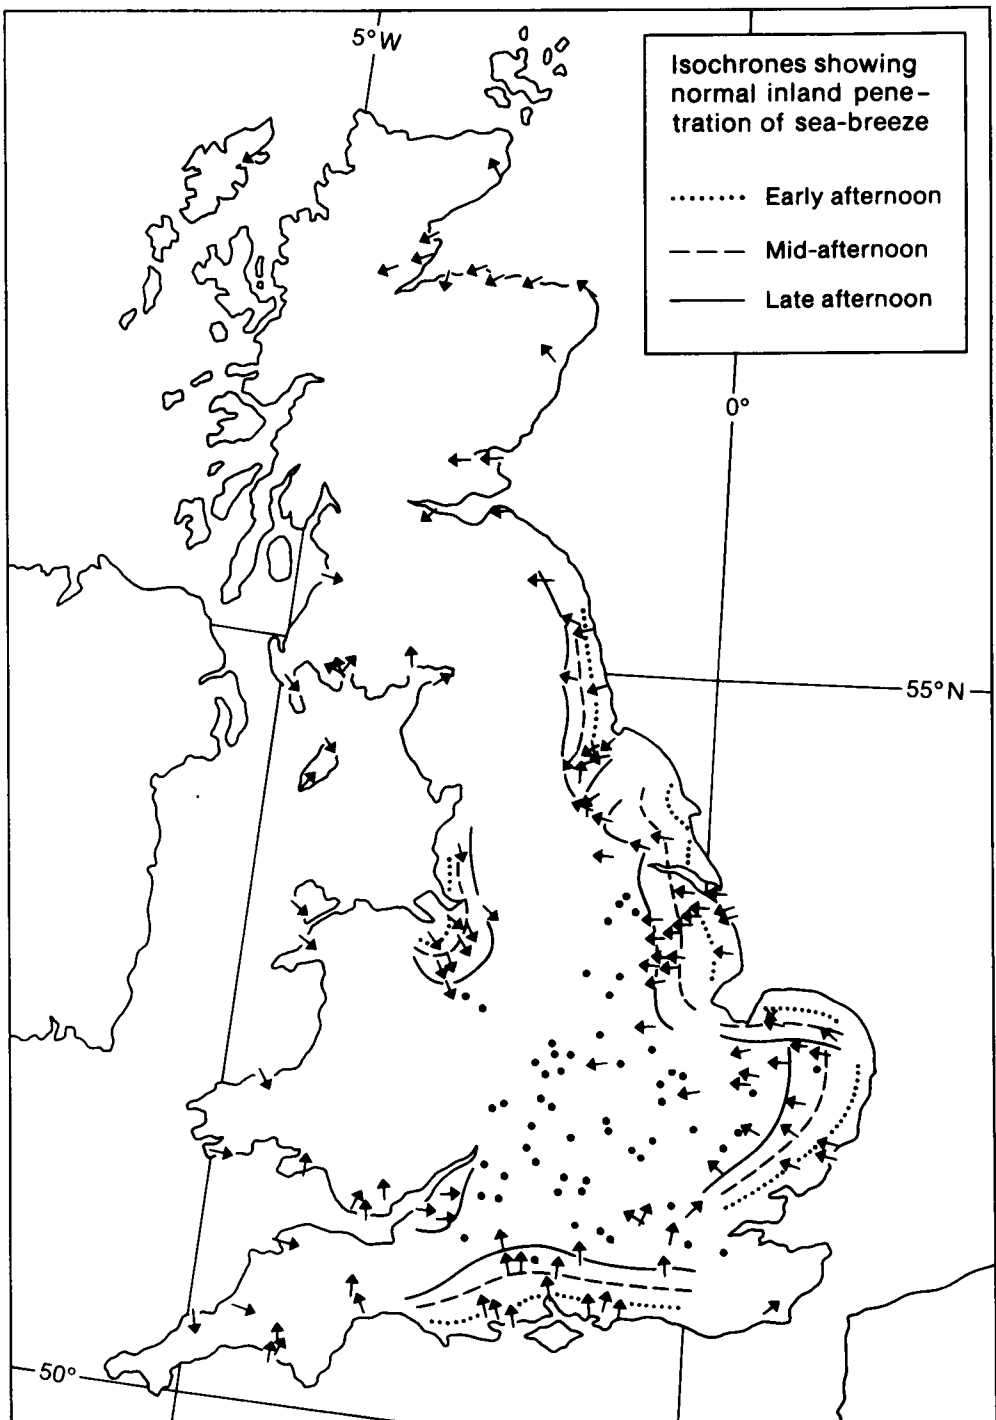 5°W
Isochrones showing
normal inland pene-
tration of sea-breeze
Early afternoon
Mid-afternoon
Late afternoon
0°
55°N
50°